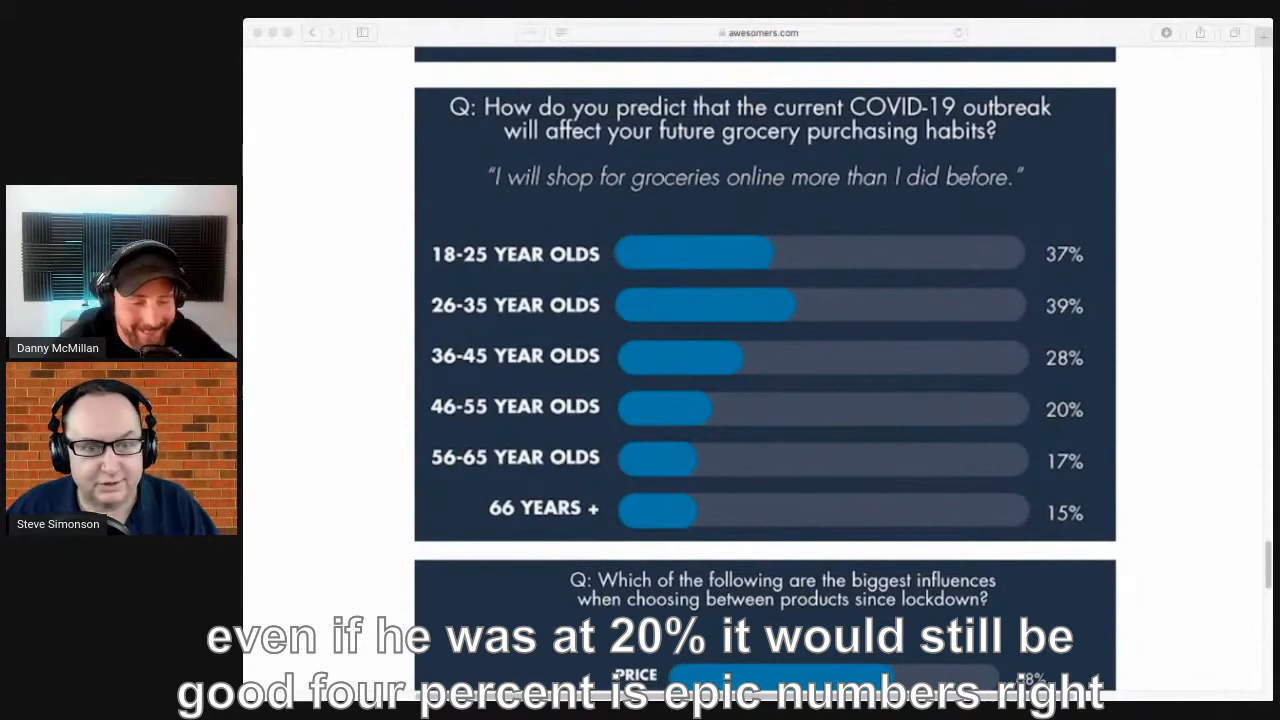 awesomers.com
Q: How do you predict that the current COVID-19 outbreak
will affect your future grocery purchasing habits?
"I will shop for groceries online more than I did before."
18-25 YEAR OLDS 37%
26-35 YEAR OLDS 39%
36-45 YEAR OLDS 28%
46-55 YEAR OLDS 20%
56-65 YEAR OLDS 17%
66 YEARS + 15%
Danny McMillan
Steve Simonson
Q: Which of the following are the biggest influences
when choosing between products since lockdown?
PRICE
even if he was at 20% it would still be
good four percent is epic numbers right